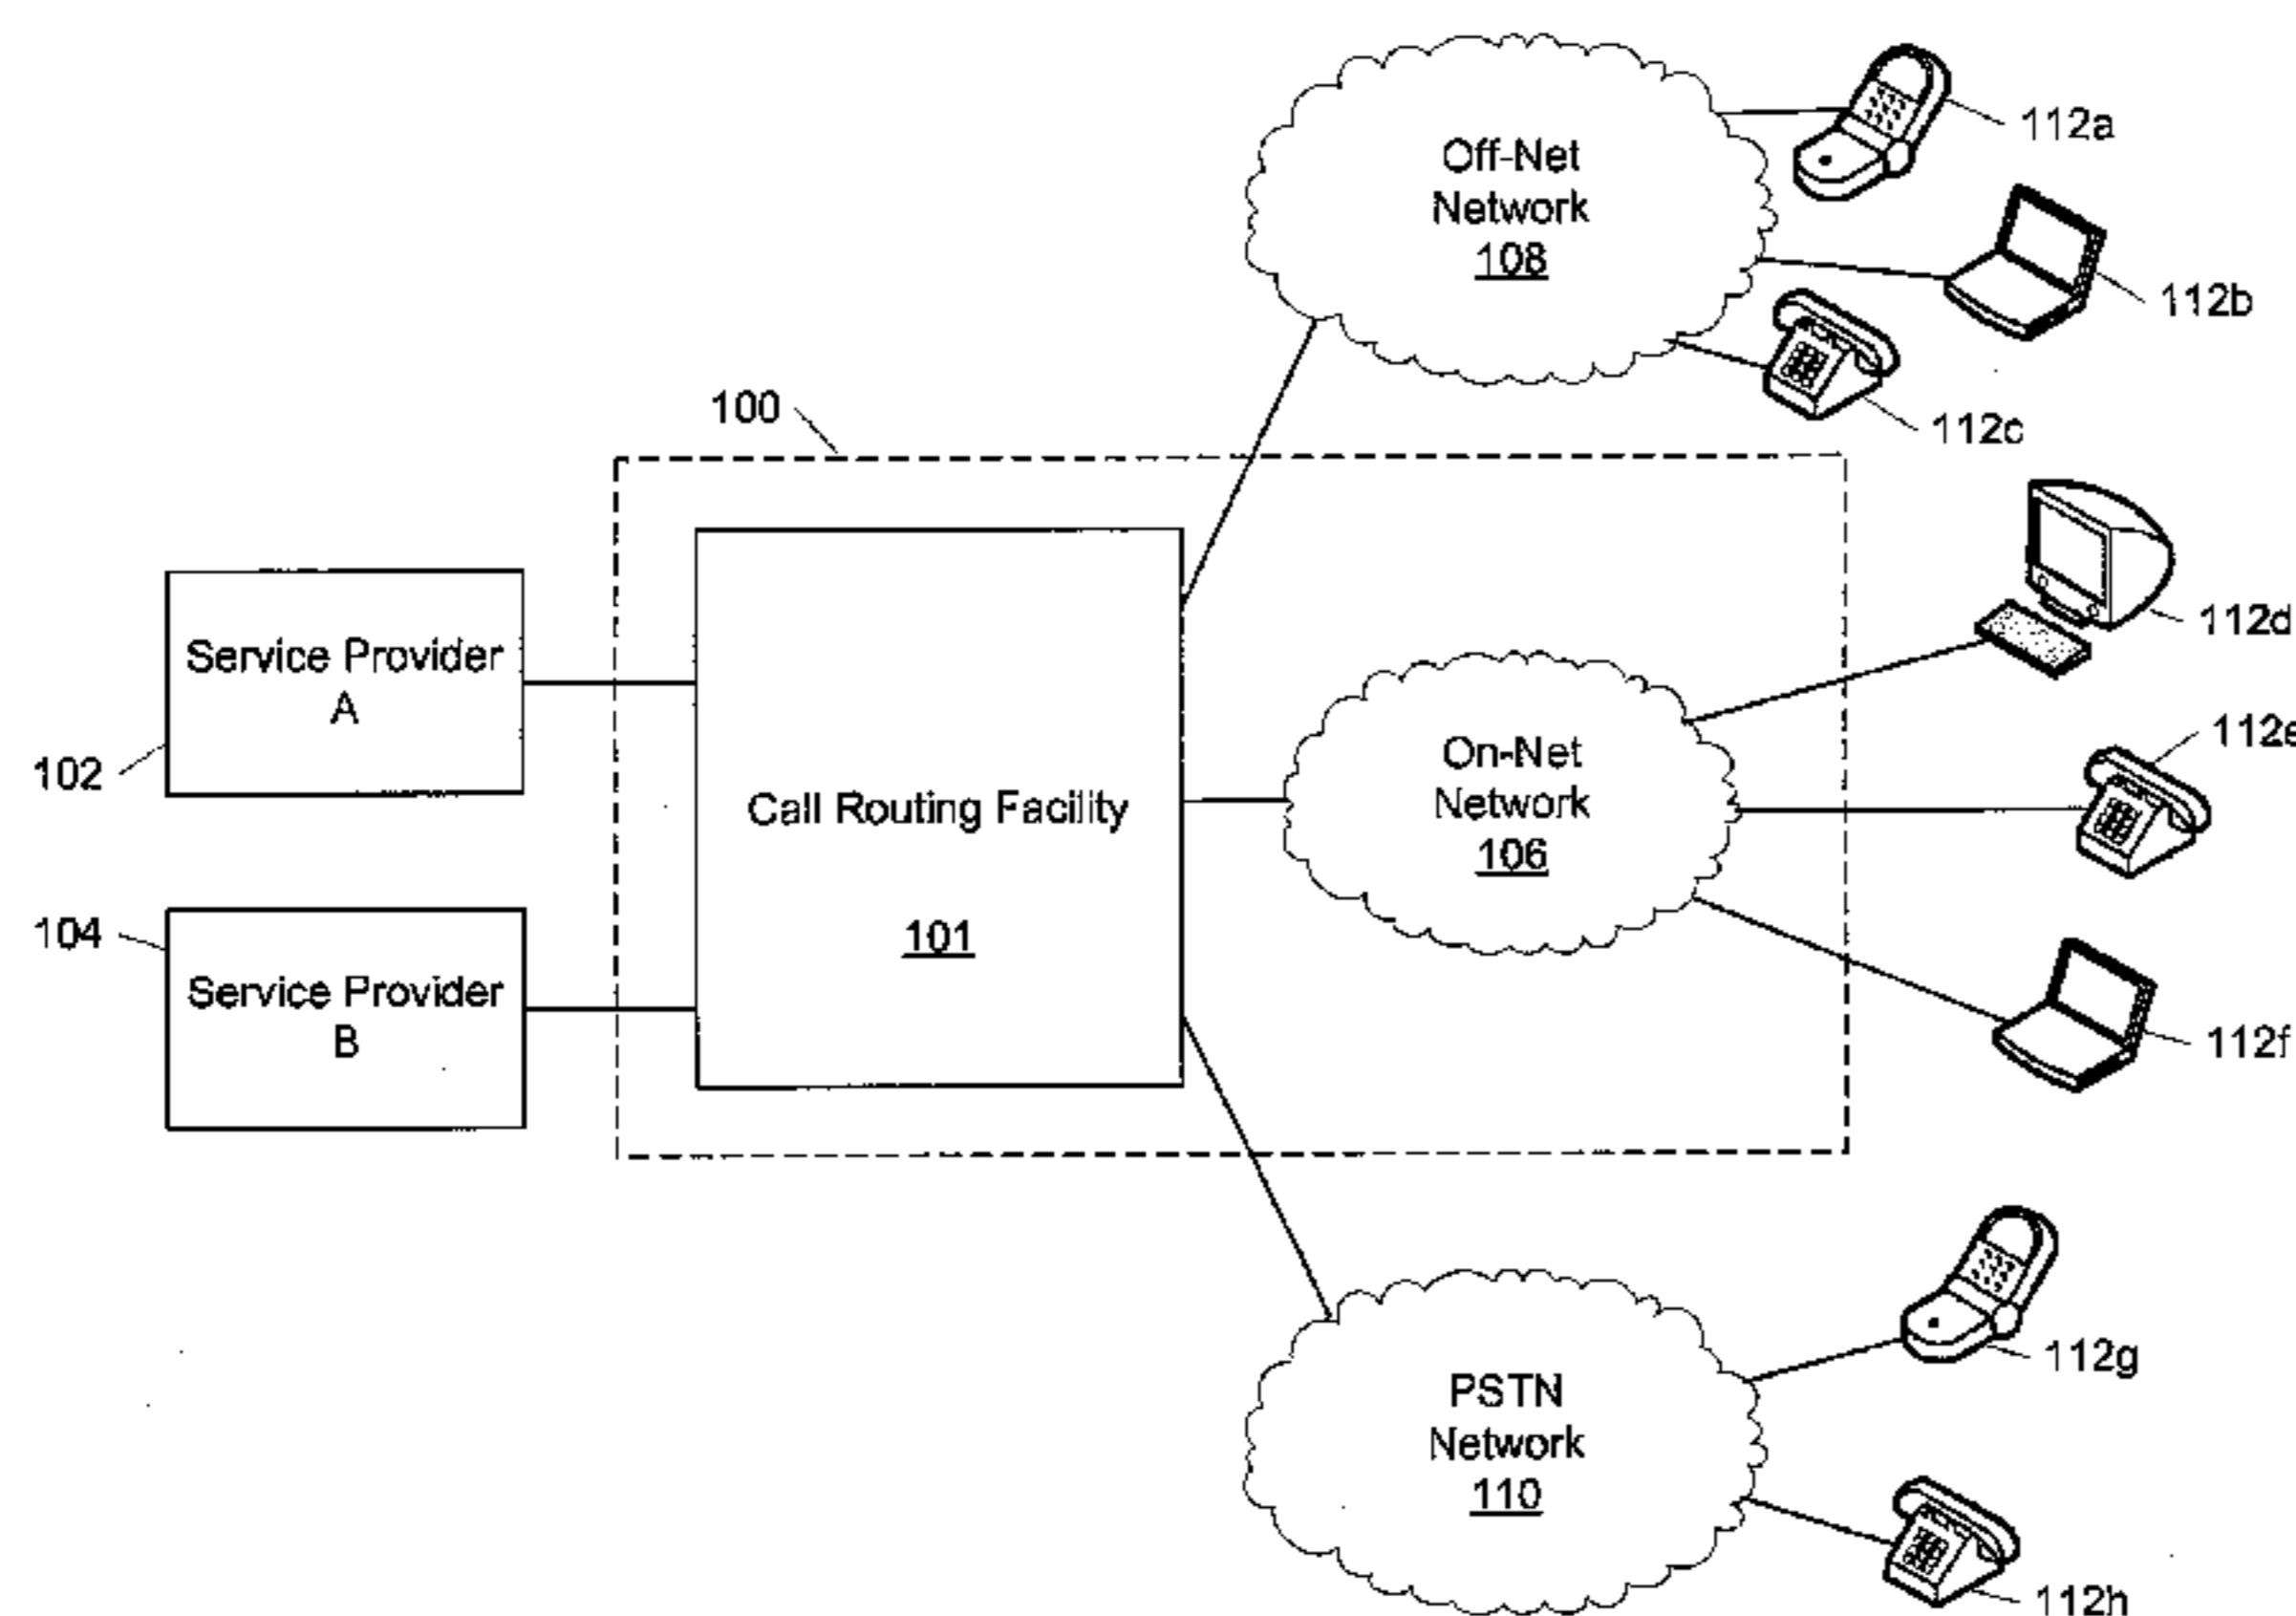 Off-Net
Network
108
112a
112b
112c
100
Service Provider
A
102
104
Service Provider
B
Call Routing Facility
101
On-Net
Network
106
112d
112e
112f
PSTN
Network
110
112g
112h